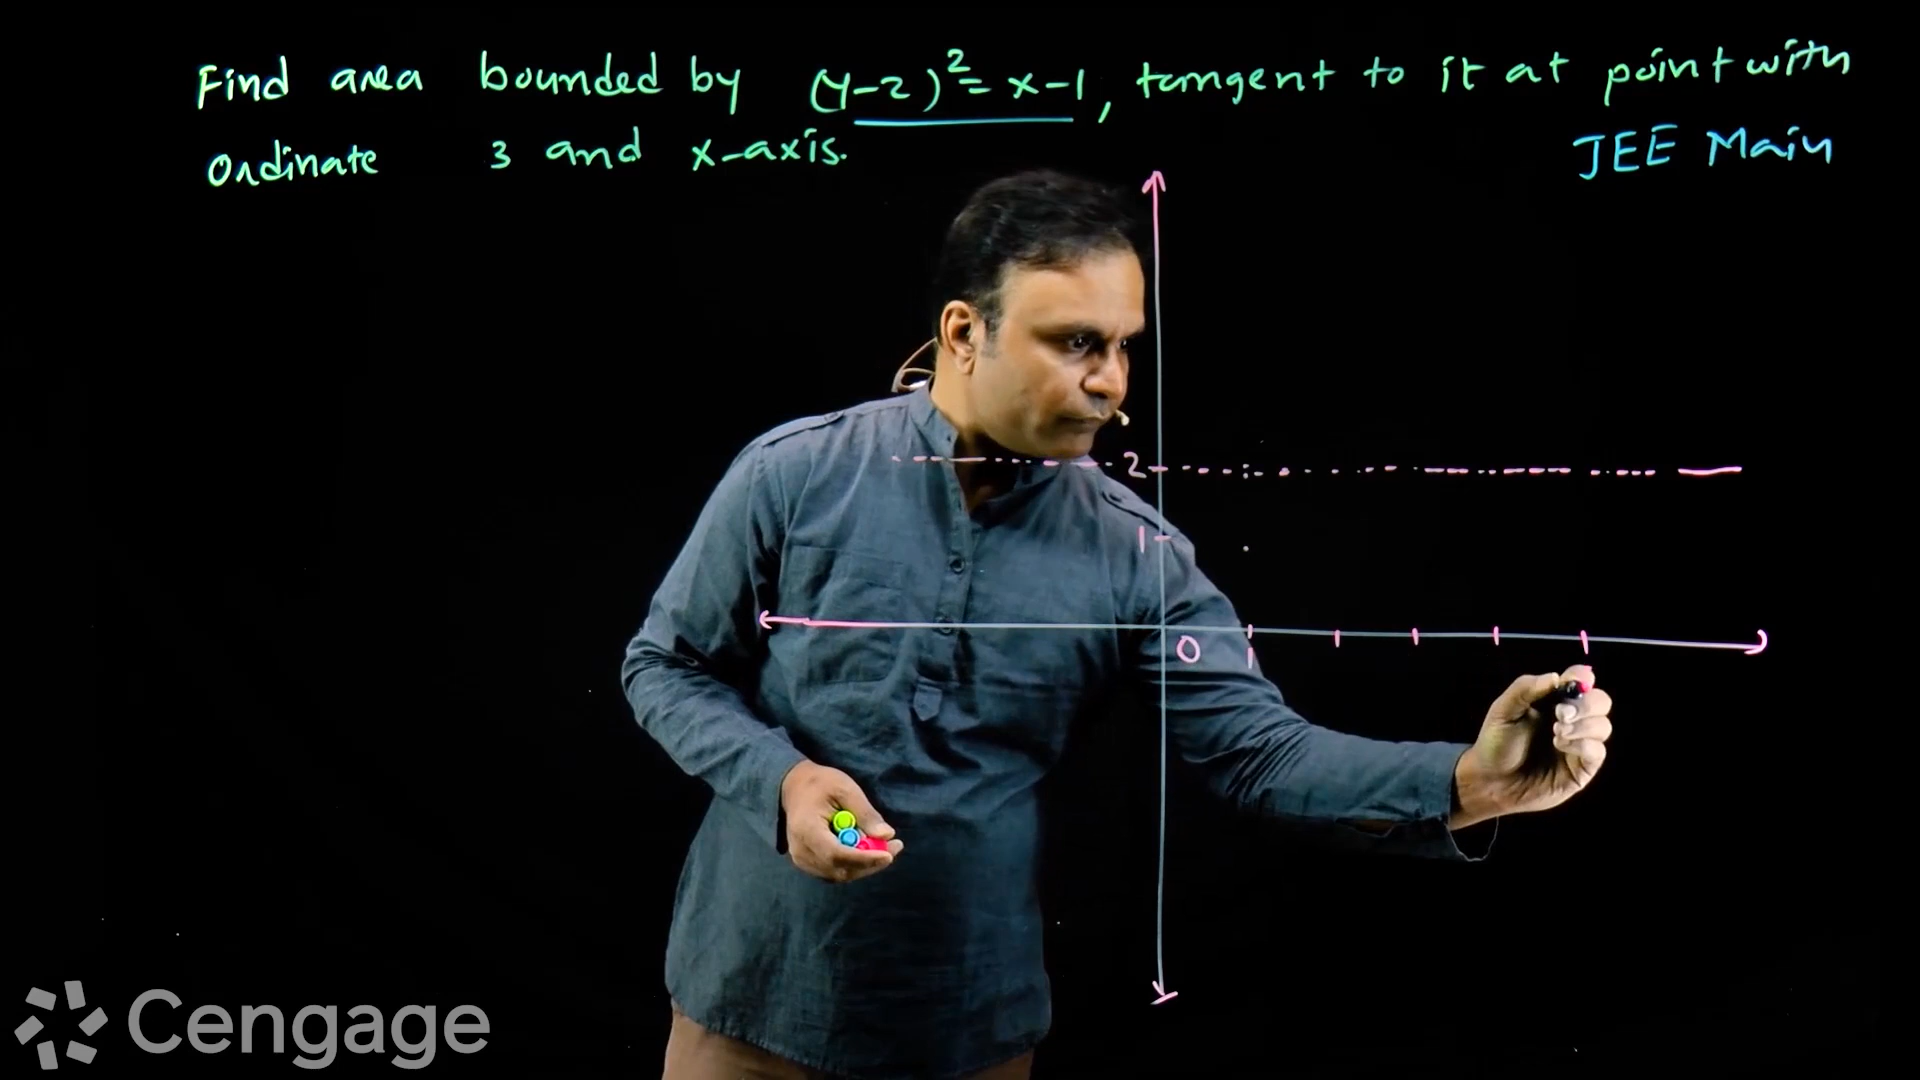 Find area bounded by (y-2)²= x-1, tangent to it at point with
Ordinate 3 and x-axis.
JEE Main
2
1
0
1
Cengage